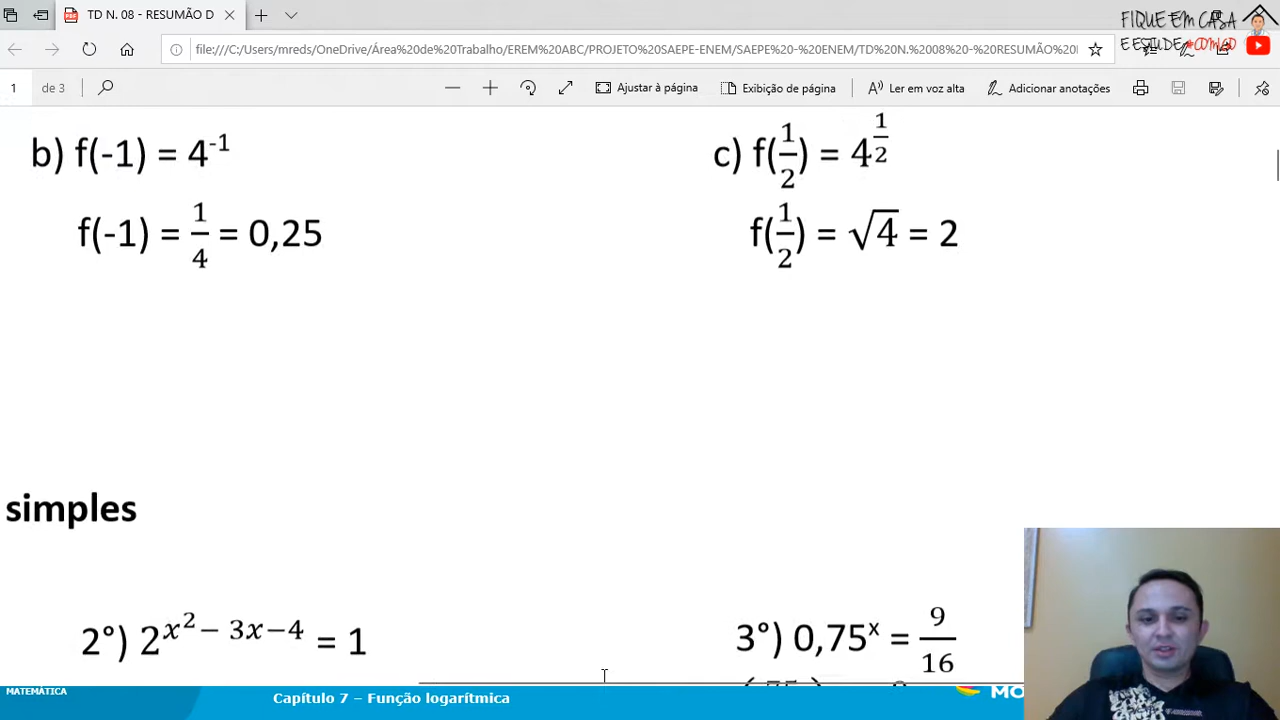 TD N. 08 - RESUMÃO D
FIQUE EM CASA
E ESTUDE COMIGO
file:///C:/Users/mreds/OneDrive/Área%20de%20Trabalho/EREM%20ABC/PROJETO%20SAEPE-ENEM/SAEPE%20-%20ENEM/TD%20N.%2008%20-%20RESUMÃO%20
1 de 3
Ajustar à página
Exibição de página
Ler em voz alta
Adicionar anotações
b) f(-1) = 4⁻¹
c) f(1/2) = 4^(1/2)
f(-1) = 1/4 = 0,25
f(1/2) = √4 = 2
simples
2°) 2^(x² − 3x−4) = 1
3°) 0,75ˣ = 9/16
MATEMÁTICA
Capítulo 7 – Função logarítmica